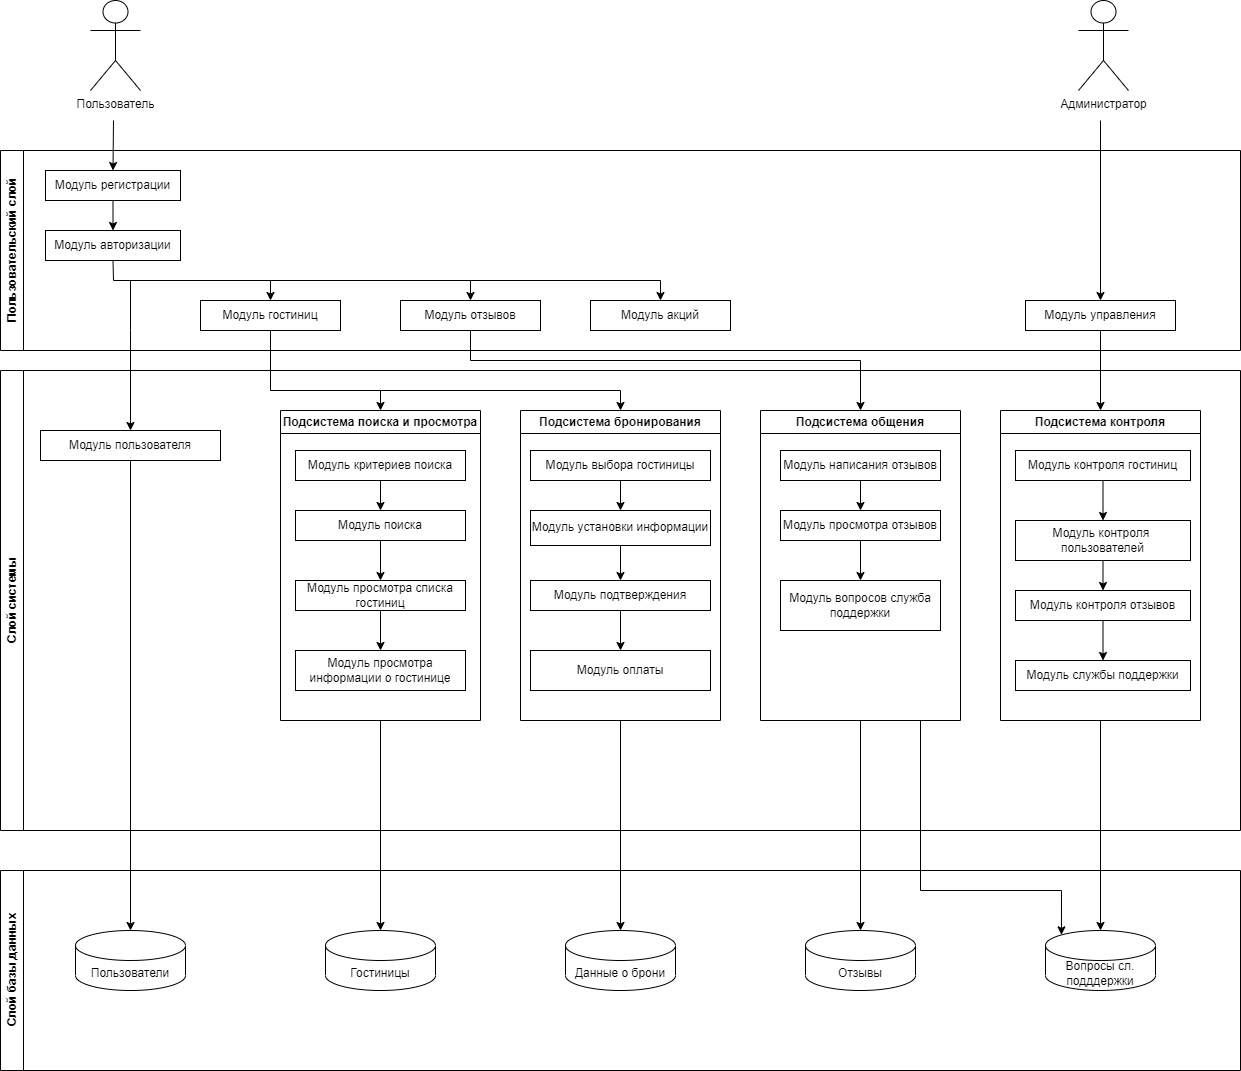 Пользователь
Администратор
Пользовательский слой
Модуль регистрации
Модуль авторизации
Модуль гостиниц
Модуль отзывов
Модуль акций
Модуль управления
Слой системы
Модуль пользователя
Подсистема поиска и просмотра
Модуль критериев поиска
Модуль поиска
Модуль просмотра списка
гостиниц
Модуль просмотра
информации о гостинице
Подсистема бронирования
Модуль выбора гостиницы
Модуль установки информации
Модуль подтверждения
Модуль оплаты
Подсистема общения
Модуль написания отзывов
Модуль просмотра отзывов
Модуль вопросов служба
поддержки
Подсистема контроля
Модуль контроля гостиниц
Модуль контроля
пользователей
Модуль контроля отзывов
Модуль службы поддержки
Слой базы данных
Пользователи
Гостиницы
Данные о брони
Отзывы
Вопросы сл.
подддержки